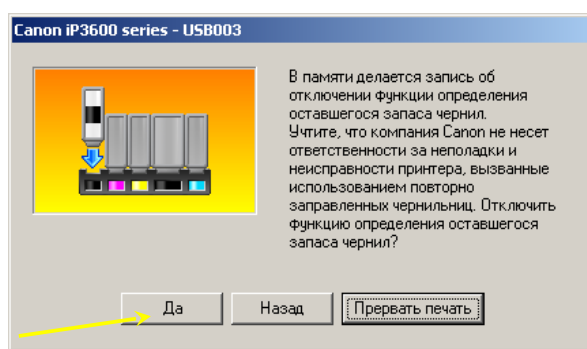 Canon iP3600 series - USB003
В памяти делается запись об
отключении функции определения
оставшегося запаса чернил.
Учтите, что компания Canon не несет
ответственности за неполадки и
неисправности принтера, вызванные
использованием повторно
заправленных чернильниц. Отключить
функцию определения оставшегося
запаса чернил?
Да
Назад
Прервать печать